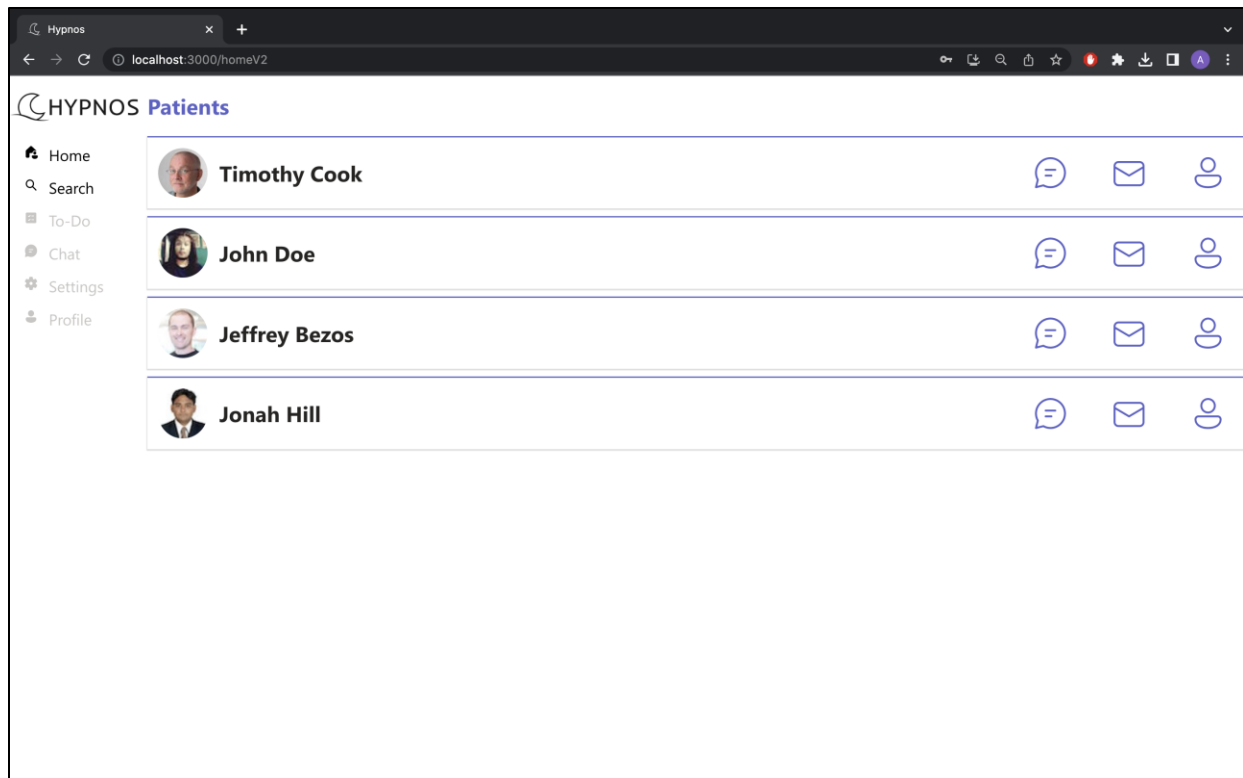 Hypnos
localhost:3000/homeV2
A
HYPNOS Patients
Home
Search
To-Do
Chat
Settings
Profile
Timothy Cook
John Doe
Jeffrey Bezos
Jonah Hill